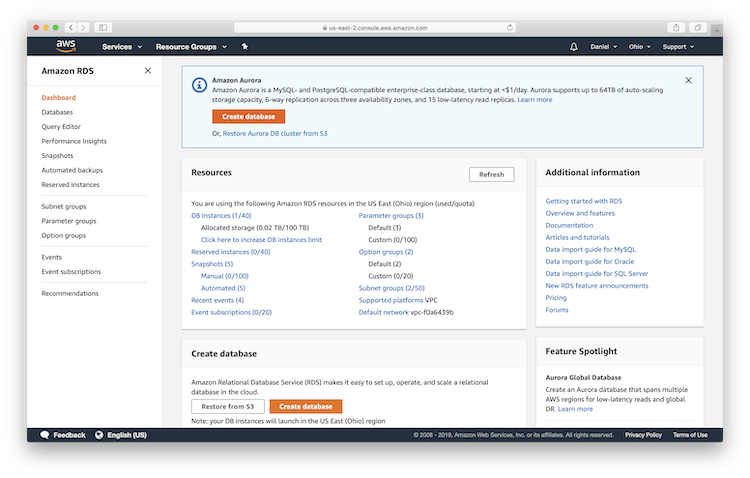 us-east-2.console.aws.amazon.com
aws
Services
Resource Groups
Daniel
Ohio
Support
Amazon RDS
Dashboard
Databases
Query Editor
Performance Insights
Snapshots
Automated backups
Reserved instances
Subnet groups
Parameter groups
Option groups
Events
Event subscriptions
Recommendations
Amazon Aurora
Amazon Aurora is a MySQL- and PostgreSQL-compatible enterprise-class database, starting at <$1/day. Aurora supports up to 64TB of auto-scaling
storage capacity, 6-way replication across three availability zones, and 15 low-latency read replicas. Learn more
Create database
Or, Restore Aurora DB cluster from S3
Resources
Refresh
You are using the following Amazon RDS resources in the US East (Ohio) region (used/quota)
DB Instances (1/40)
Allocated storage (0.02 TB/100 TB)
Click here to increase DB instances limit
Reserved instances (0/40)
Snapshots (5)
Manual (0/100)
Automated (5)
Recent events (4)
Event subscriptions (0/20)
Parameter groups (3)
Default (3)
Custom (0/100)
Option groups (2)
Default (2)
Custom (0/20)
Subnet groups (2/50)
Supported platforms VPC
Default network vpc-f0a6439b
Additional information
Getting started with RDS
Overview and features
Documentation
Articles and tutorials
Data import guide for MySQL
Data import guide for Oracle
Data import guide for SQL Server
New RDS feature announcements
Pricing
Forums
Create database
Amazon Relational Database Service (RDS) makes it easy to set up, operate, and scale a relational
database in the cloud.
Restore from S3
Create database
Note: your DB instances will launch in the US East (Ohio) region
Feature Spotlight
Aurora Global Database
Create an Aurora database that spans multiple
AWS regions for low-latency reads and global
DR. Learn more
Feedback
English (US)
© 2008 - 2019, Amazon Web Services, Inc. or its affiliates. All rights reserved.
Privacy Policy
Terms of Use